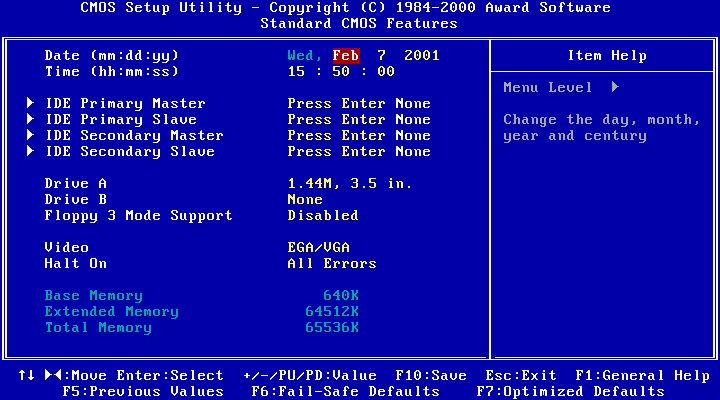 CMOS Setup Utility - Copyright (C) 1984-2000 Award Software
Standard CMOS Features
Date (mm:dd:yy) Wed, Feb 7 2001
Time (hh:mm:ss) 15 : 50 : 00
IDE Primary Master Press Enter None
IDE Primary Slave Press Enter None
IDE Secondary Master Press Enter None
IDE Secondary Slave Press Enter None
Drive A 1.44M, 3.5 in.
Drive B None
Floppy 3 Mode Support Disabled
Video EGA/VGA
Halt On All Errors
Base Memory 640K
Extended Memory 64512K
Total Memory 65536K
Item Help
Menu Level ▶
Change the day, month,
year and century
↑↓ ▶◀:Move Enter:Select +/-/PU/PD:Value F10:Save Esc:Exit F1:General Help
F5:Previous Values F6:Fail-Safe Defaults F7:Optimized Defaults